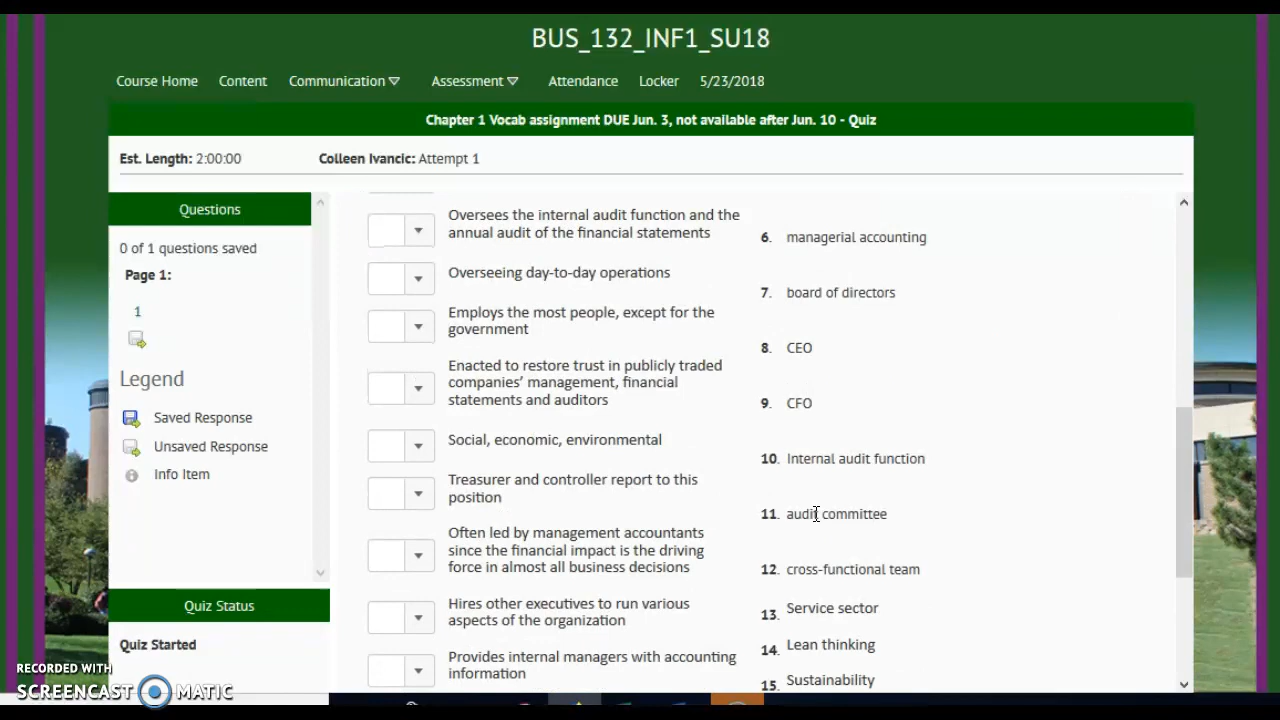 BUS_132_INF1_SU18
Course Home Content Communication Assessment Attendance Locker 5/23/2018
Chapter 1 Vocab assignment DUE Jun. 3, not available after Jun. 10 - Quiz
Est. Length: 2:00:00 Colleen Ivancic: Attempt 1
Questions
0 of 1 questions saved
Page 1:
1
Legend
Saved Response
Unsaved Response
Info Item
Quiz Status
Quiz Started
Oversees the internal audit function and the
annual audit of the financial statements
Overseeing day-to-day operations
Employs the most people, except for the
government
Enacted to restore trust in publicly traded
companies’ management, financial
statements and auditors
Social, economic, environmental
Treasurer and controller report to this
position
Often led by management accountants
since the financial impact is the driving
force in almost all business decisions
Hires other executives to run various
aspects of the organization
Provides internal managers with accounting
information
6. managerial accounting
7. board of directors
8. CEO
9. CFO
10. Internal audit function
11. audit committee
12. cross-functional team
13. Service sector
14. Lean thinking
15. Sustainability
RECORDED WITH
SCREENCAST MATIC